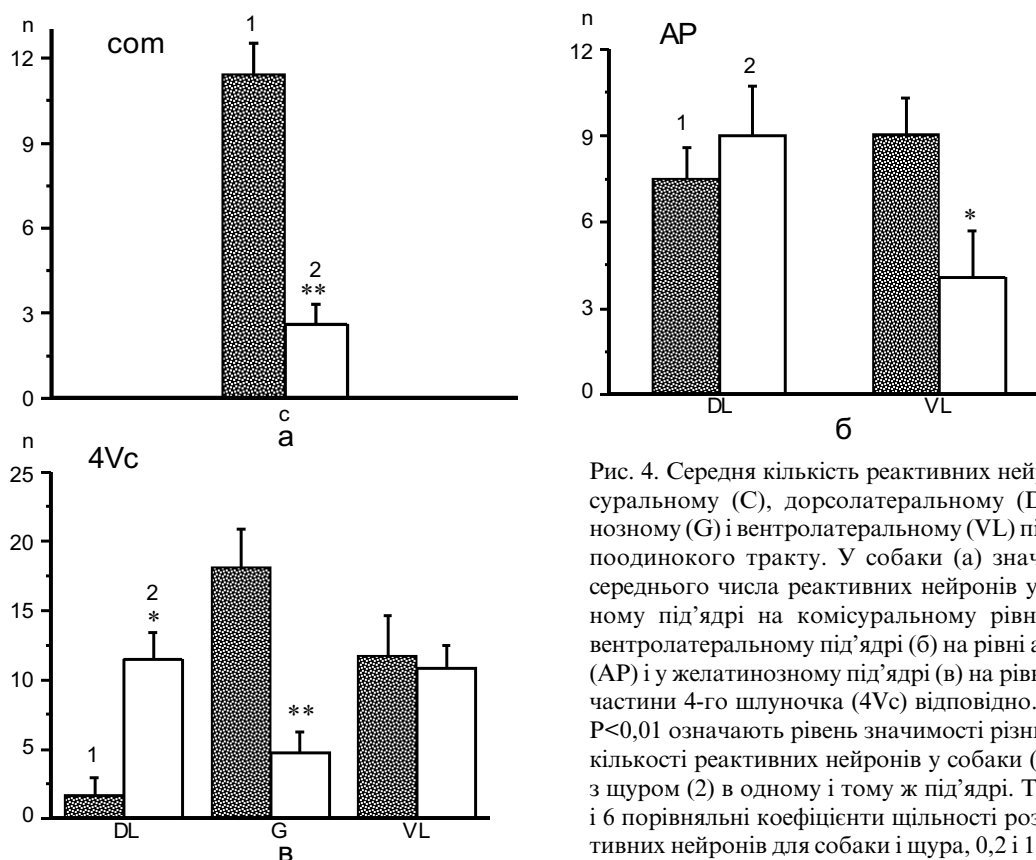 n
com
12
9
6
3
0
1
2
**
c
а
n
AP
12
9
6
3
0
1
2
*
DL
VL
б
n
4Vc
25
20
15
10
5
0
1
2
*
**
DL
G
VL
в
Рис. 4. Середня кількість реактивних ней
суральному (С), дорсолатеральному (D
нозному (G) і вентролатеральному (VL) пі
поодинокого тракту. У собаки (а) знач
середнього числа реактивних нейронів у
ному під'ядрі на комісуральному рівн
вентролатеральному під'ядрі (б) на рівні a
(AP) і у желатинозному під'ядрі (в) на рівн
частини 4-го шлуночка (4Vc) відповідно.
P<0,01 означають рівень значимості різни
кількості реактивних нейронів у собаки (
з щуром (2) в одному і тому ж під'ядрі. Т
і 6 порівняльні коефіцієнти щільності роз
тивних нейронів для собаки і щура, 0,2 і 1